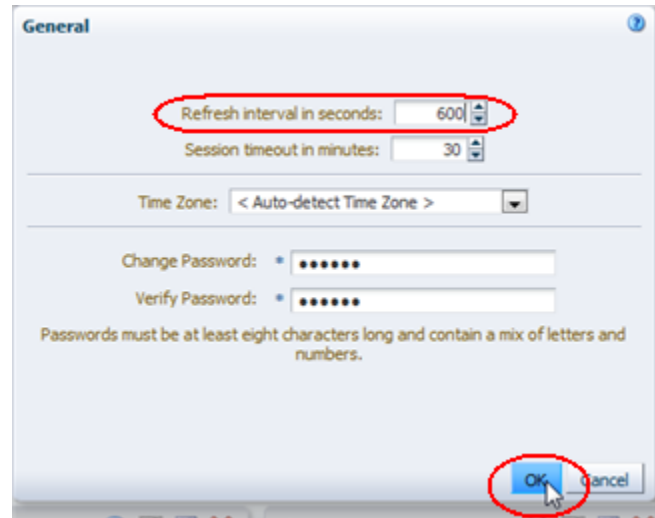 General
Refresh interval in seconds: 600
Session timeout in minutes: 30
Time Zone: < Auto-detect Time Zone >
Change Password: * ●●●●●●
Verify Password: * ●●●●●●
Passwords must be at least eight characters long and contain a mix of letters and
numbers.
OK Cancel